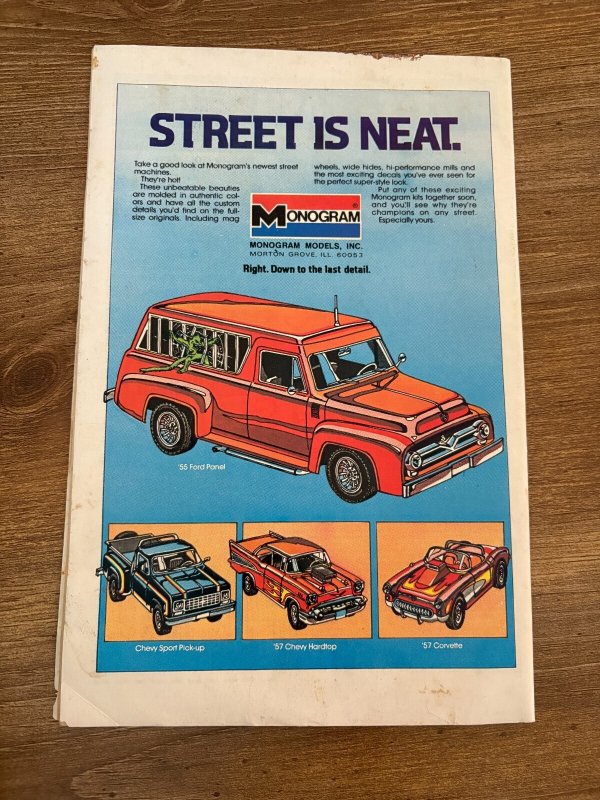 STREET IS NEAT.
Take a good look at Monogram's newest street
machines.
They're hot!
These unbeatable beauties
are molded in authentic col-
ors and have all the custom
details you'd find on the full-
size originals. Including mag
wheels, wide hides, hi-performance mills and
the most exciting decals you've ever seen for
the perfect super-style look.
Put any of these exciting
Monogram kits together soon,
and you'll see why they're
champions on any street.
Especially yours.
MONOGRAM®
MONOGRAM MODELS, INC.
MORTON GROVE, ILL. 60053
Right. Down to the last detail.
'55 Ford Panel
Chevy Sport Pick-up
'57 Chevy Hardtop
'57 Corvette